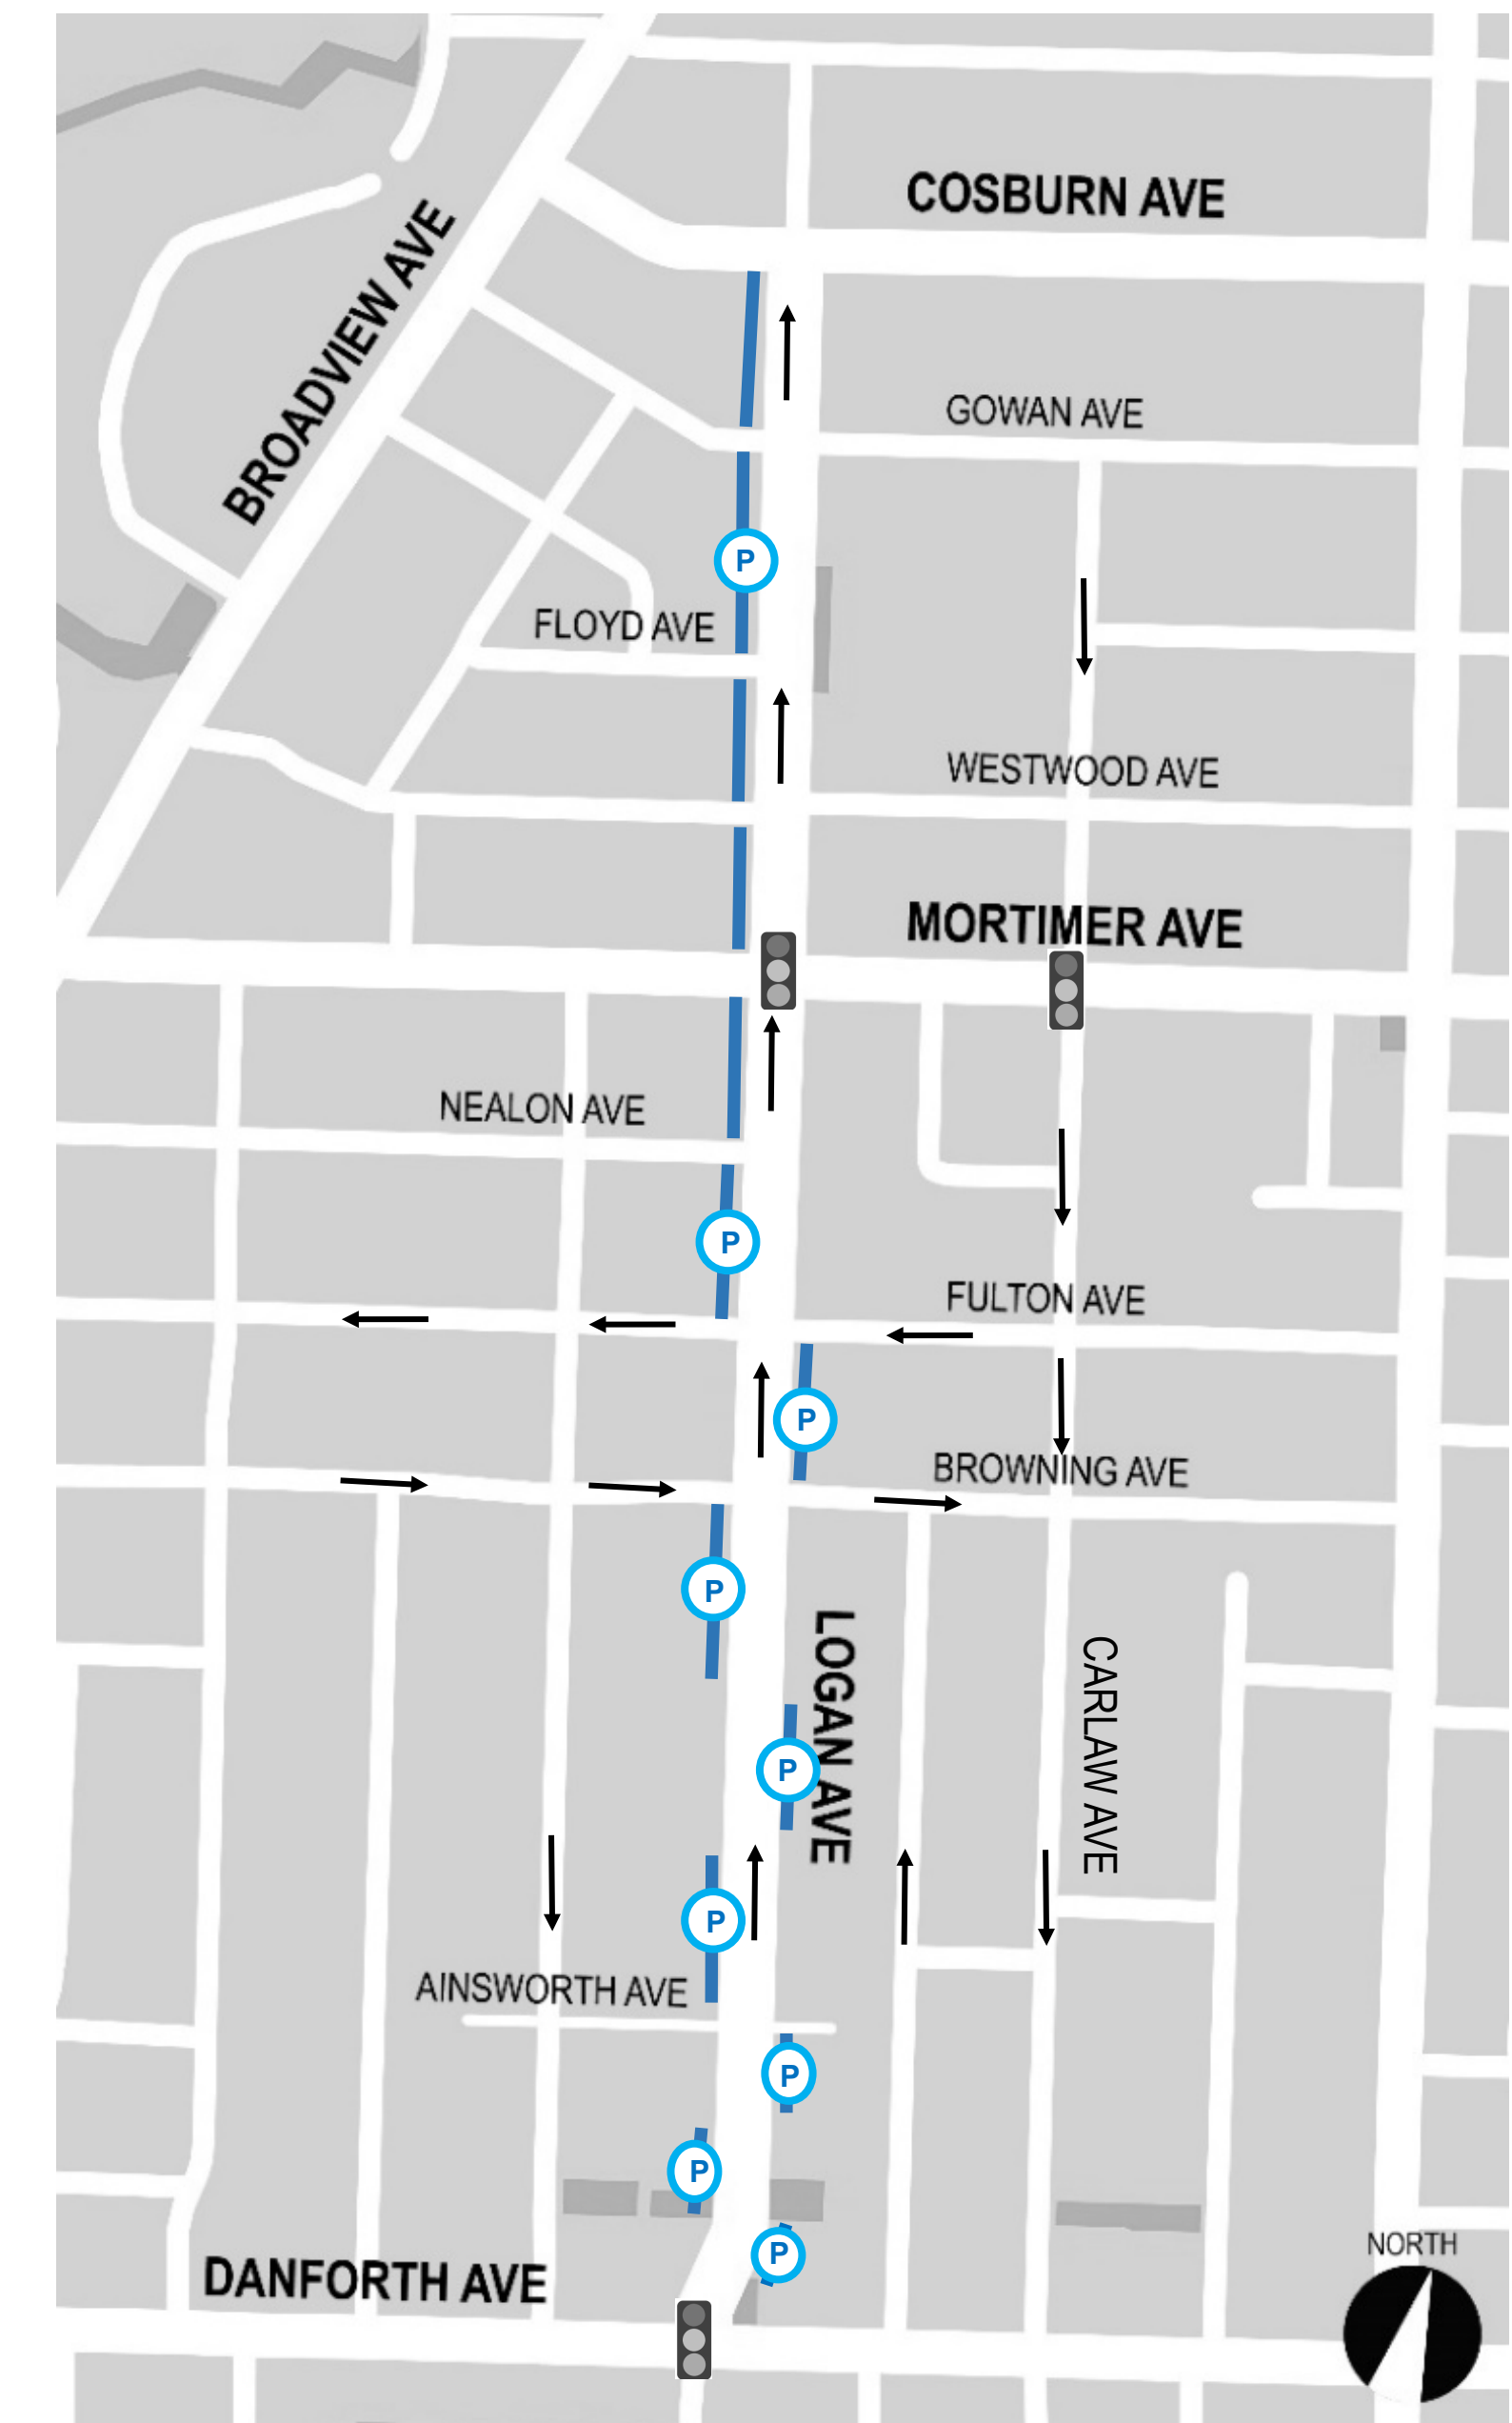 COSBURN AVE
BROADVIEW AVE
GOWAN AVE
P
FLOYD AVE
WESTWOOD AVE
MORTIMER AVE
NEALON AVE
P
FULTON AVE
P
BROWNING AVE
P
LOGAN AVE
CARLAW AVE
P
P
AINSWORTH AVE
P
P
NORTH
P
DANFORTH AVE